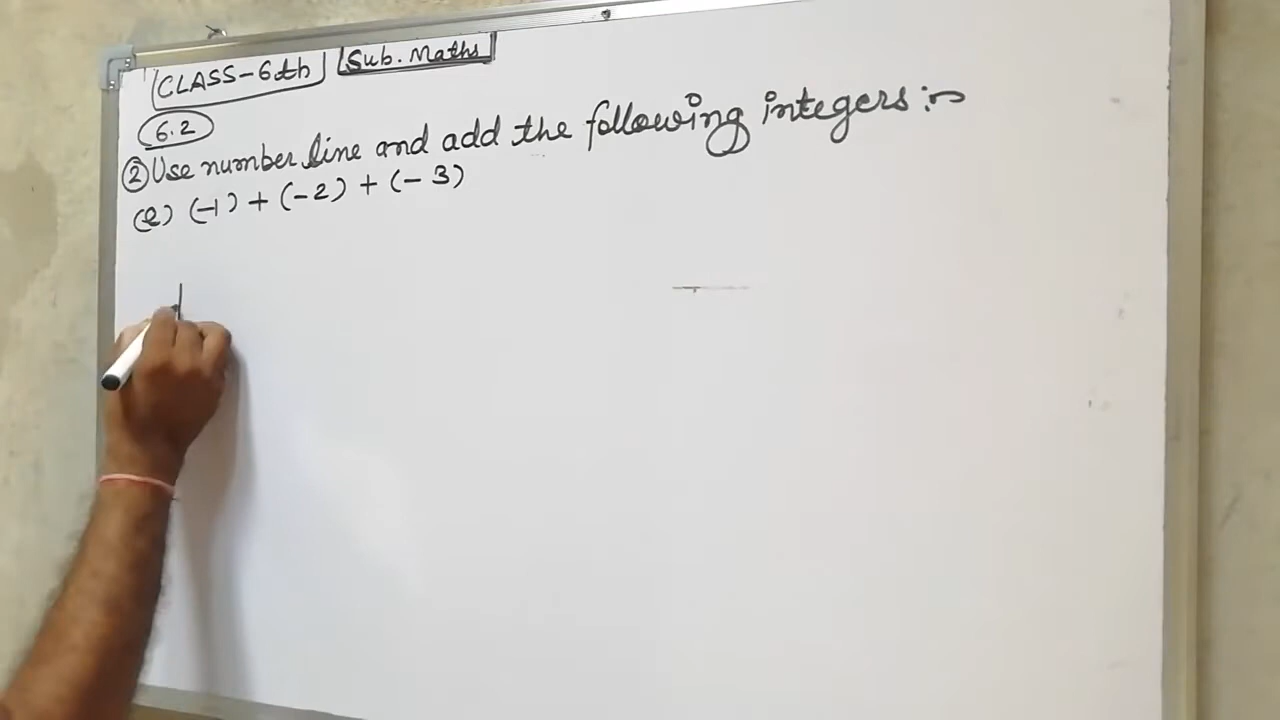 CLASS-6th Sub. Maths
6.2
② Use number line and add the following integers :-
(e) (-1) + (-2) + (-3)